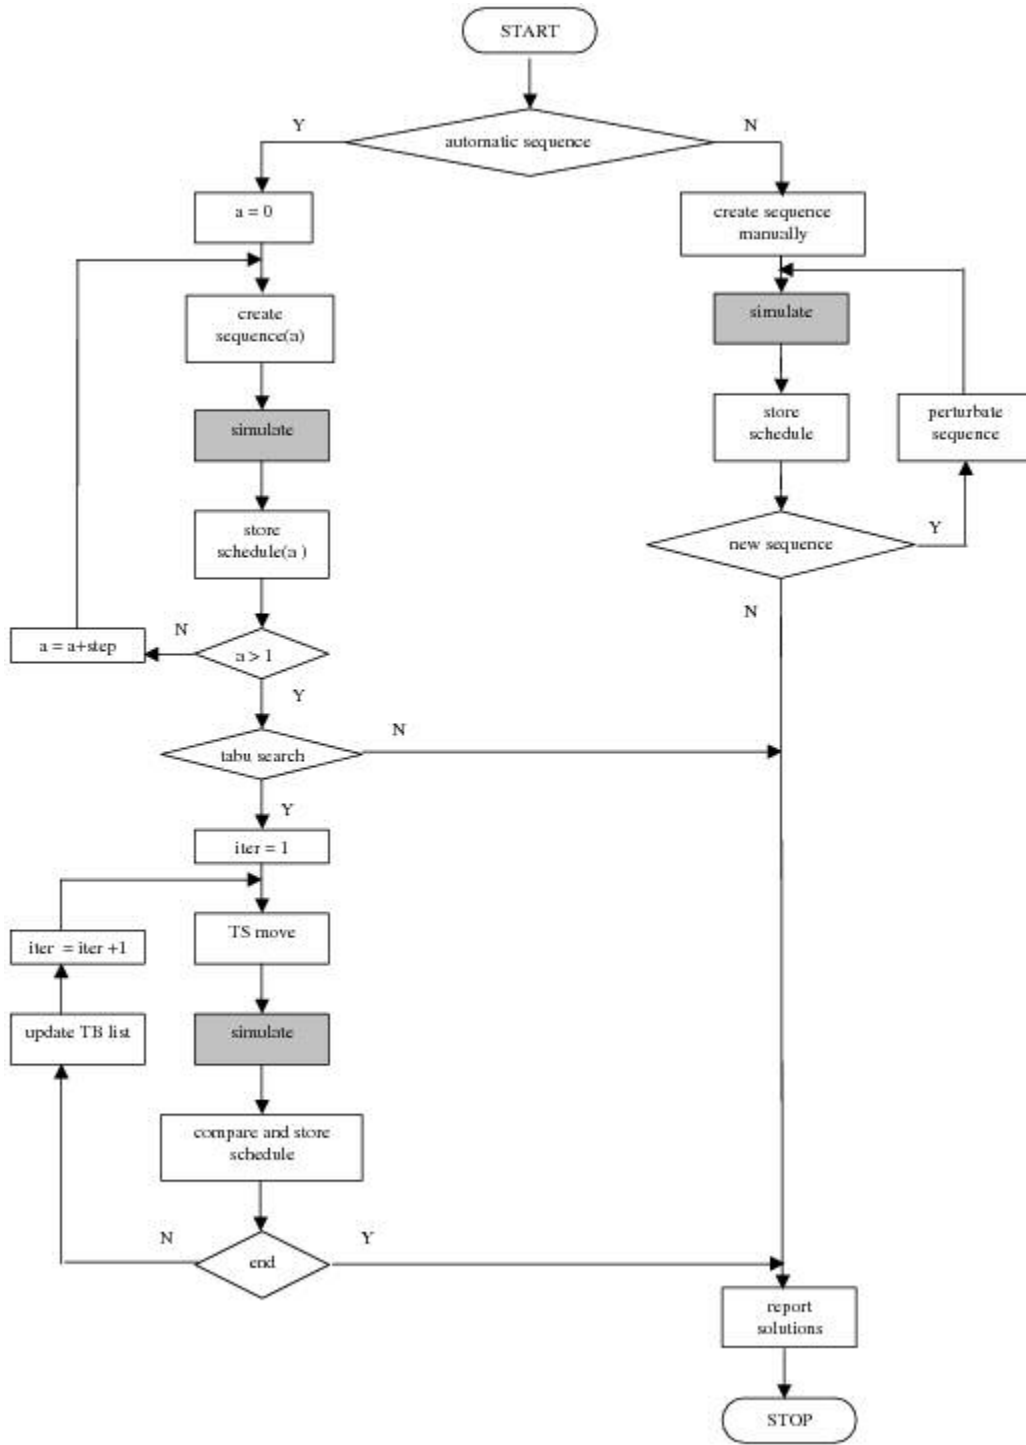 START
automatic sequence
Y
N
a = 0
create sequence
manually
create
sequence(a)
simulate
simulate
store
schedule
perturbate
sequence
store
schedule(a )
new sequence
Y
N
a = a+step
N
a > 1
Y
tabu search
N
Y
iter = 1
TS move
iter = iter +1
update TB list
simulate
compare and store
schedule
N
end
Y
report
solutions
STOP